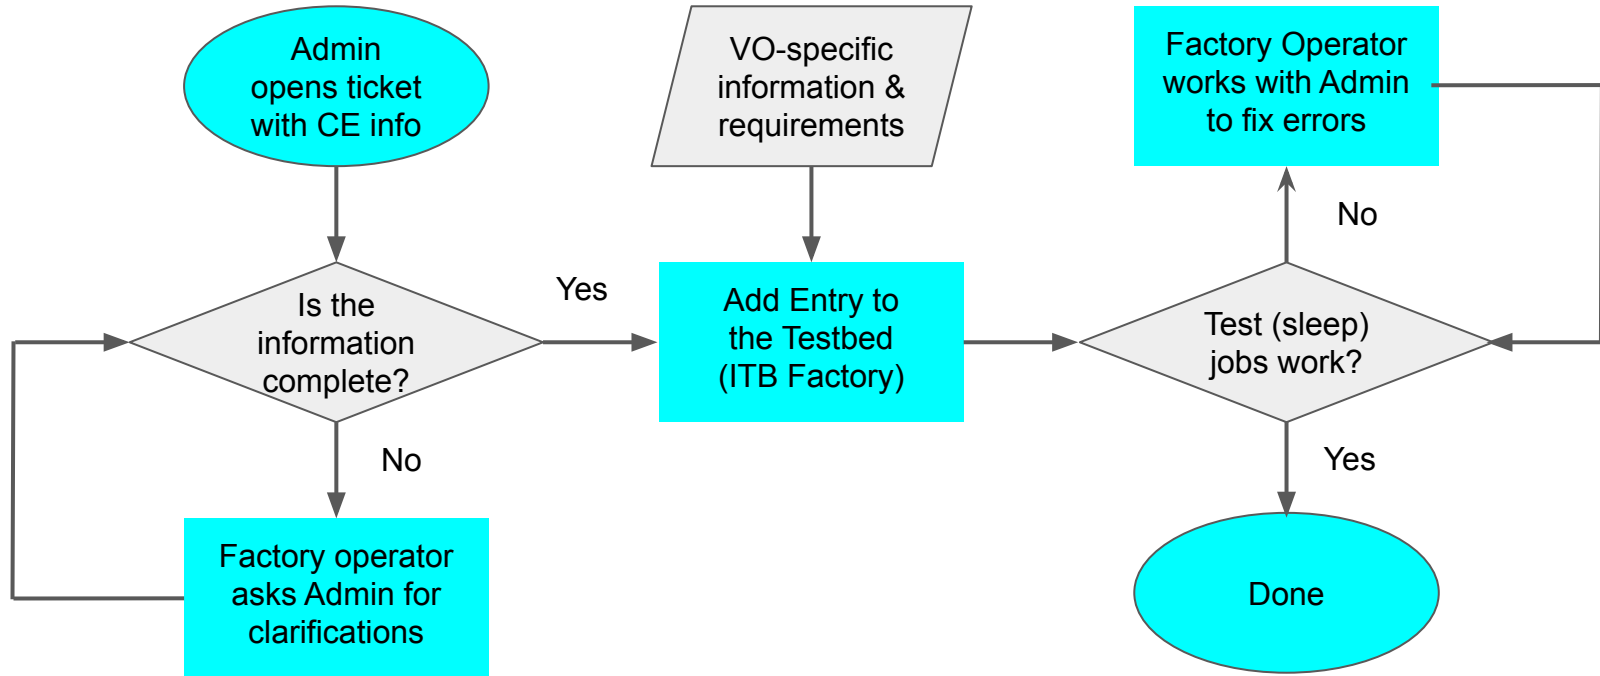 Admin
opens ticket
with CE info
VO-specific
information &
requirements
Factory Operator
works with Admin
to fix errors
No
Is the
information
complete?
Yes
Add Entry to
the Testbed
(ITB Factory)
Test (sleep)
jobs work?
No
Yes
Factory operator
asks Admin for
clarifications
Done